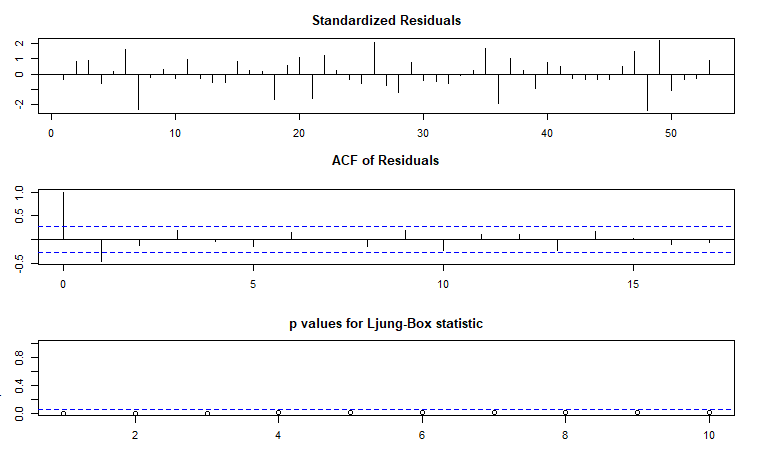 Standardized Residuals
2
1
0
-2
0 10 20 30 40 50
ACF of Residuals
1.0
0.5
-0.5
0 5 10 15
p values for Ljung-Box statistic
0.8
0.4
0.0
2 4 6 8 10